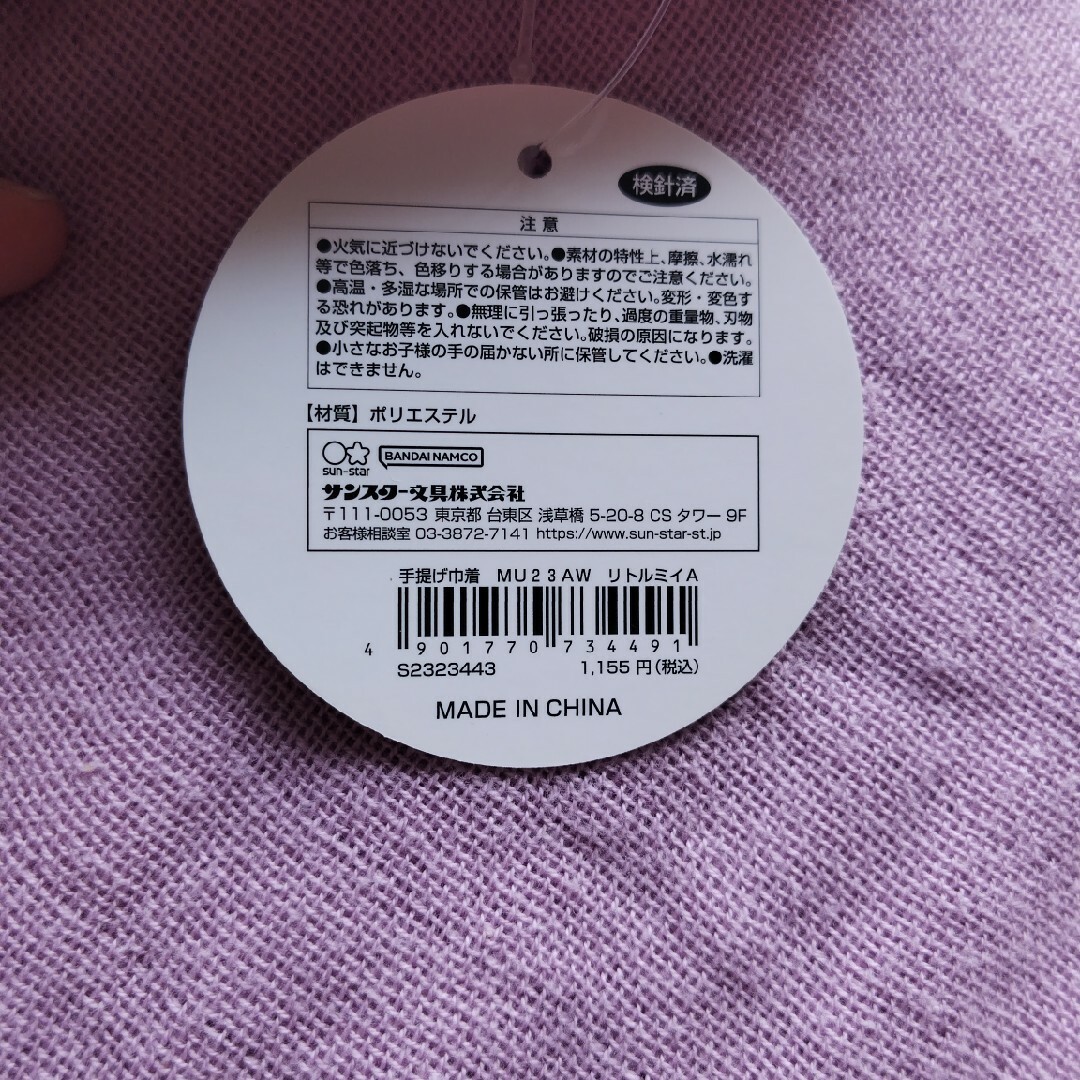 検針済
注意
●火気に近づけないでください。●素材の特性上、摩擦、水濡れ
等で色落ち、色移りする場合がありますのでご注意ください。
●高温・多湿な場所での保管はお避けください。変形・変色す
る恐れがあります。●無理に引っ張ったり、過度の重量物、刃物
及び突起物等を入れないでください。破損の原因になります。
●小さなお子様の手の届かない所に保管してください。●洗濯
はできません。
【材質】ポリエステル
sun-star BANDAI NAMCO
サンスター文具株式会社
〒111-0053 東京都 台東区 浅草橋 5-20-8 CS タワー 9F
お客様相談室 03-3872-7141 https://www.sun-star-st.jp
手提げ巾着 MU23AW リトルミイA
4 901770 734491
S2323443 1,155円(税込)
MADE IN CHINA